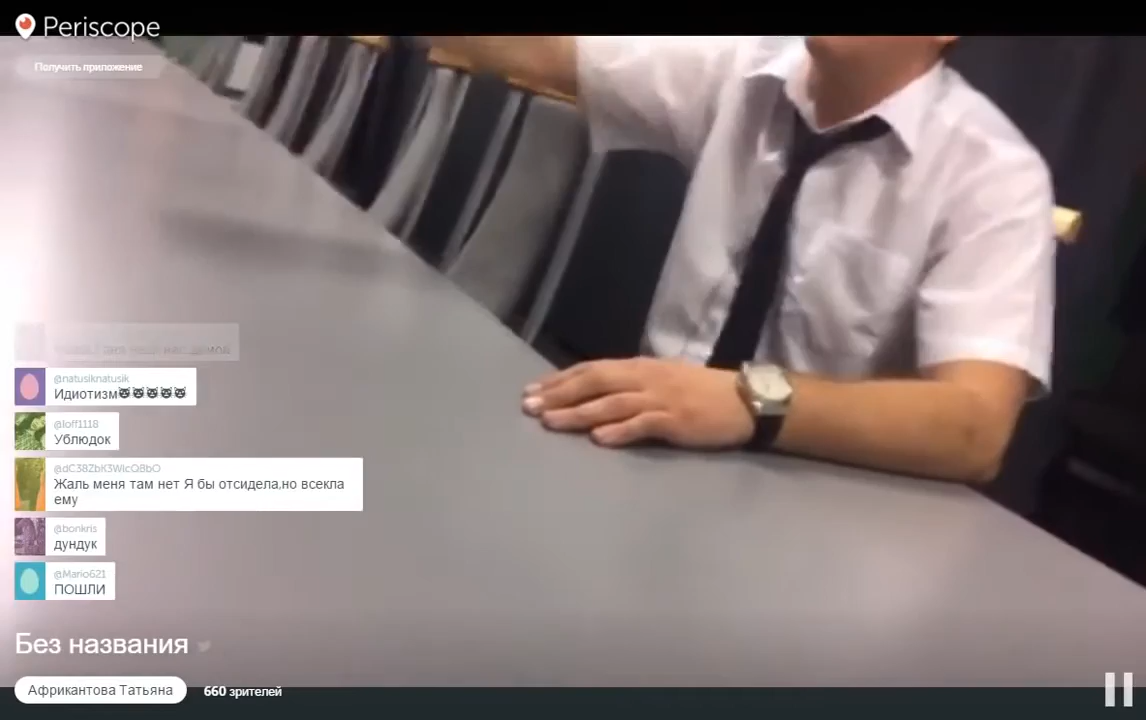 Periscope
Получить приложение
@natusiknatusik
Идиотизм😿😿😿😿😿
@loff1118
Ублюдок
Жаль меня там нет Я бы отсидела,но всекла
ему
@bonkris
дундук
@Mario621
ПОШЛИ
Без названия
Африкантова Татьяна
660 зрителей